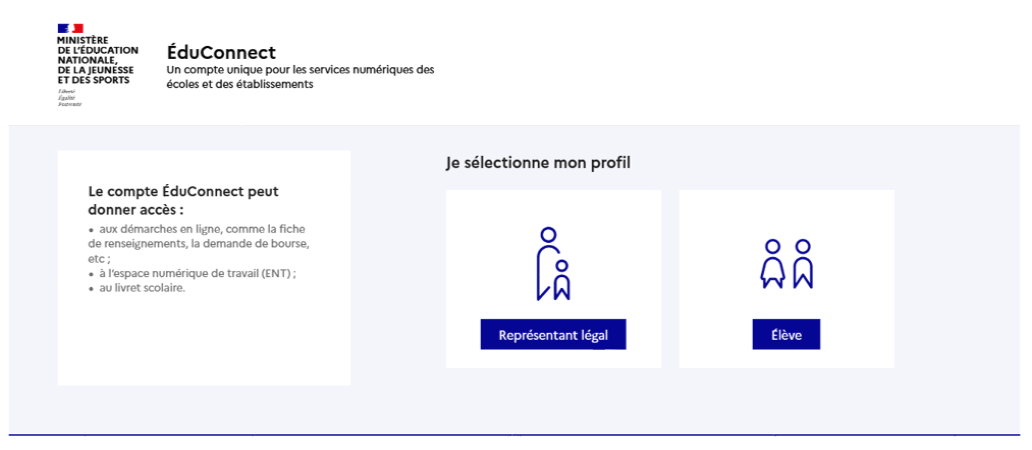 MINISTÈRE
DE L'ÉDUCATION
NATIONALE,
DE LA JEUNESSE
ET DES SPORTS
Liberté
Égalité
Fraternité
ÉduConnect
Un compte unique pour les services numériques des
écoles et des établissements
Le compte ÉduConnect peut
donner accès :
• aux démarches en ligne, comme la fiche
de renseignements, la demande de bourse,
etc ;
• à l'espace numérique de travail (ENT) ;
• au livret scolaire.
Je sélectionne mon profil
Représentant légal
Élève